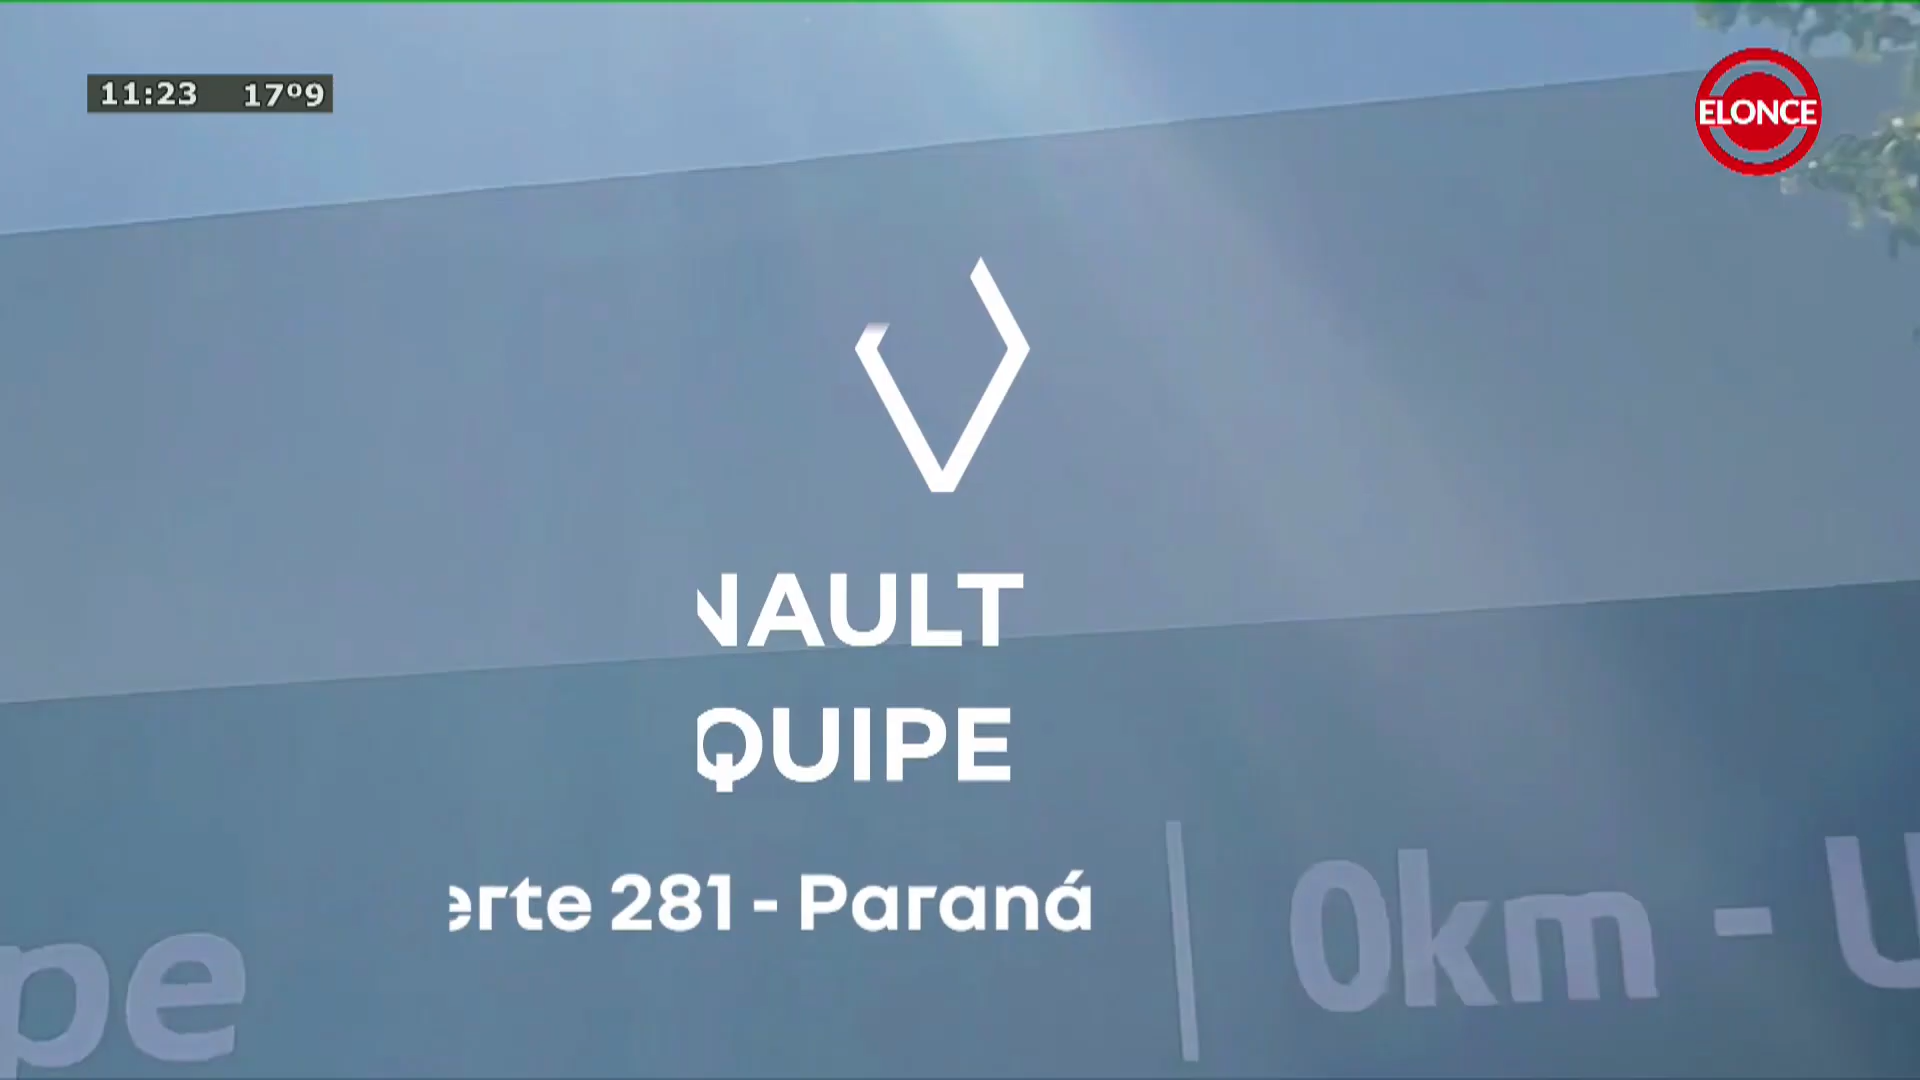 11:23 17º9
ELONCE
NAULT
QUIPE
erte 281 - Paraná
pe
0km - U